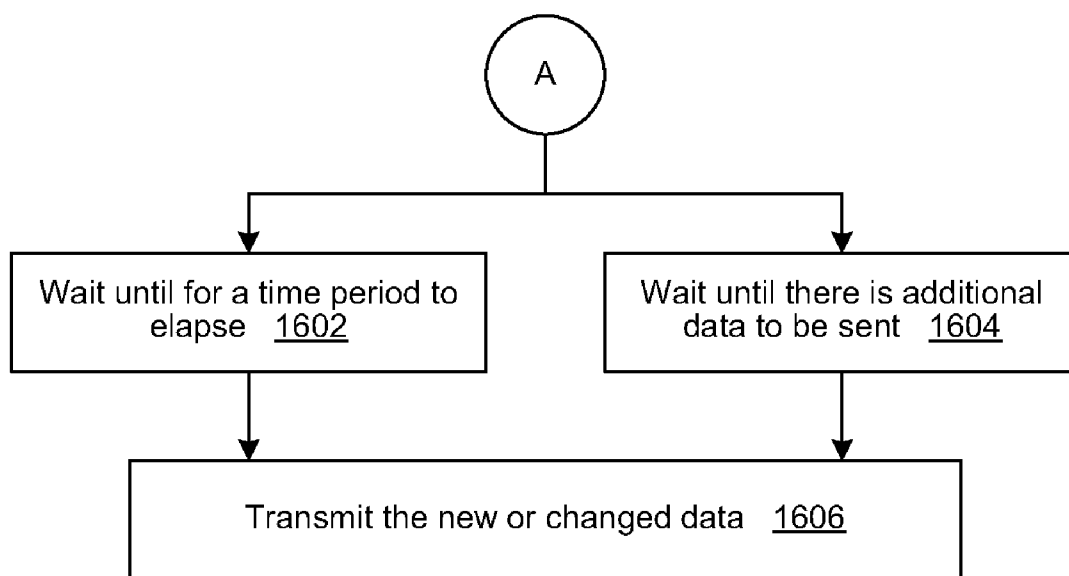 A
Wait until for a time period to
elapse 1602
Wait until there is additional
data to be sent 1604
Transmit the new or changed data 1606